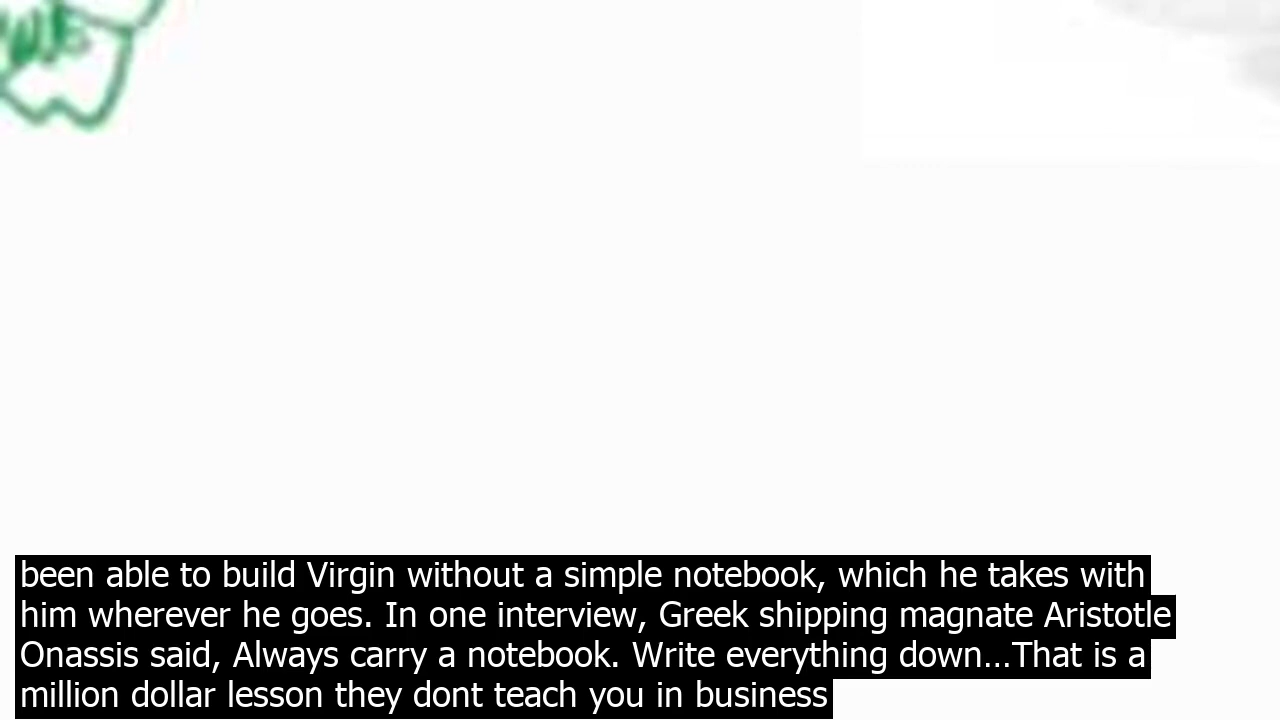 been able to build Virgin without a simple notebook, which he takes with
him wherever he goes. In one interview, Greek shipping magnate Aristotle
Onassis said, Always carry a notebook. Write everything down...That is a
million dollar lesson they dont teach you in business